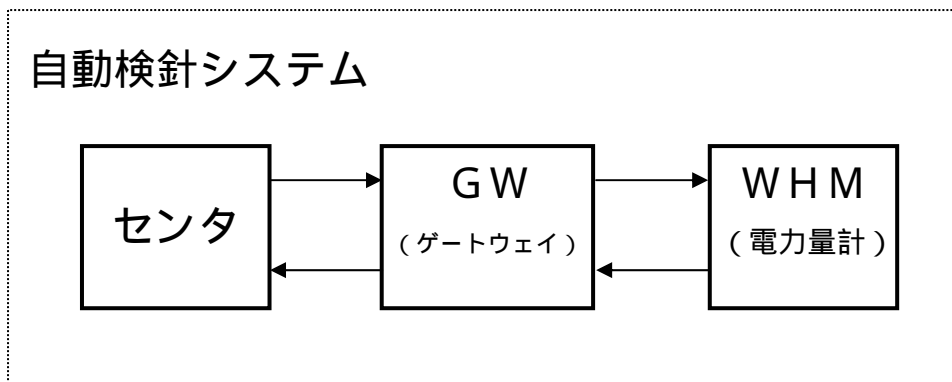 自動検針システム
センタ
ＧＷ
（ゲートウェイ）
ＷＨＭ
（電力量計）